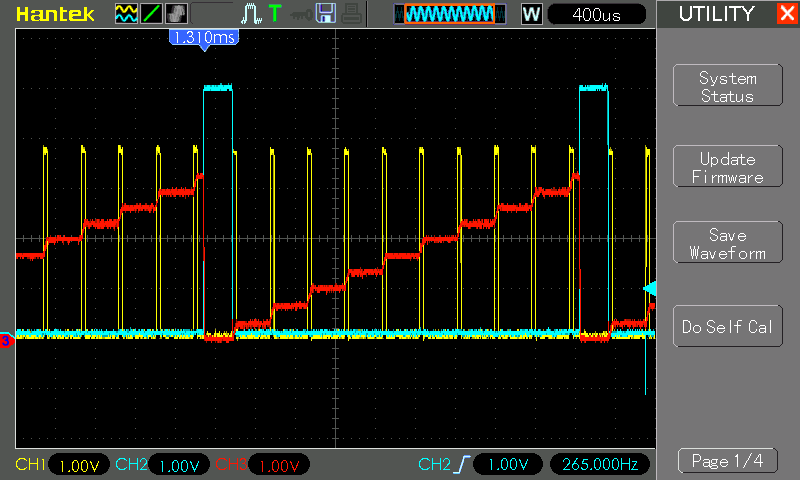 Hantek
T
W
400us
UTILITY
1.310ms
System
Status
Update
Firmware
Save
Waveform
Do Self Cal
3
CH1 1.00V CH2 1.00V CH3 1.00V CH2 1.00V 265.000Hz
Page 1/4